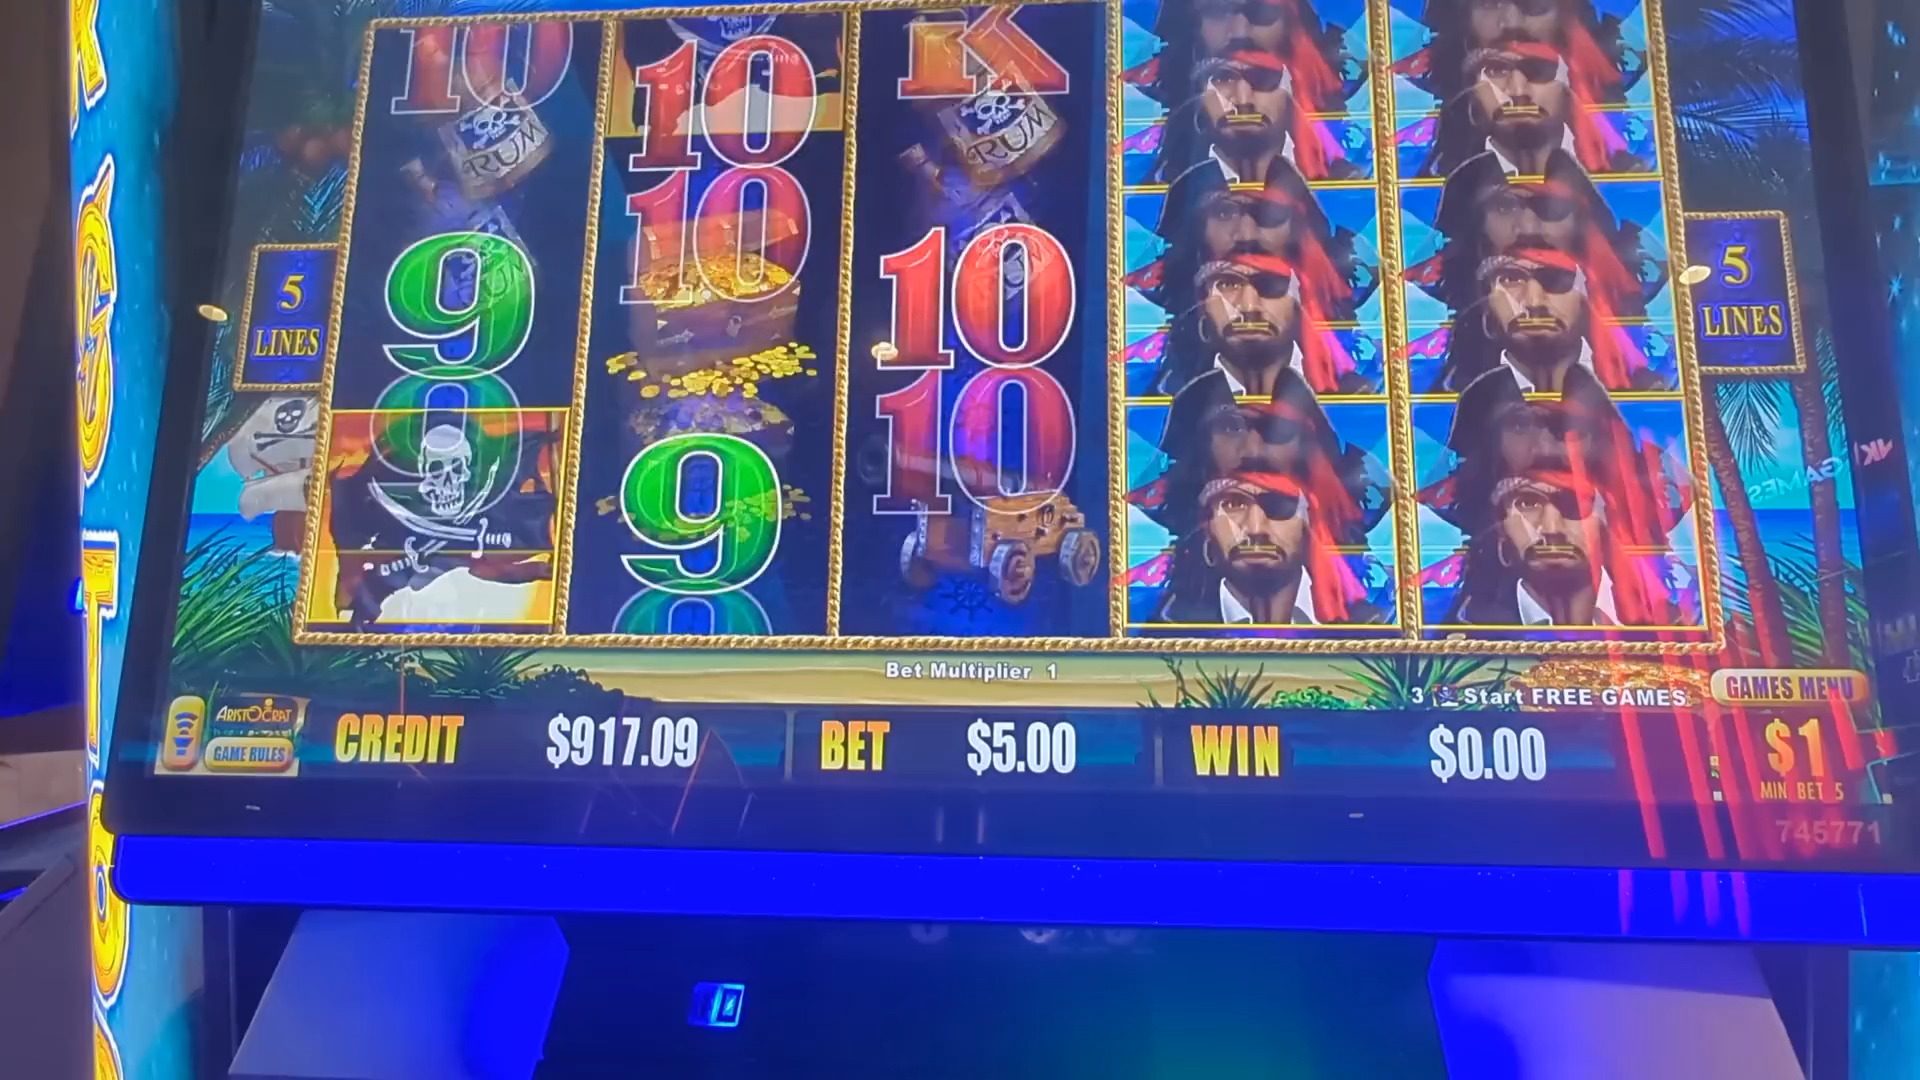 10
10
K
RUM
RUM
10
9
10
5
LINES
5
LINES
9
10
9
Bet Multiplier 1
3 Start FREE GAMES
GAMES MENU
ARISTOCRAT
GAME RULES
CREDIT $917.09 BET $5.00 WIN $0.00
$1
MIN BET 5
745771